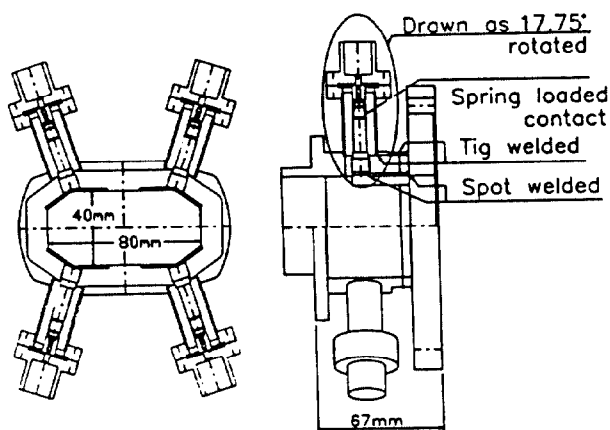 Drawn as 17.75°
rotated
Spring loaded
contact
Tig welded
Spot welded
40mm
80mm
67mm